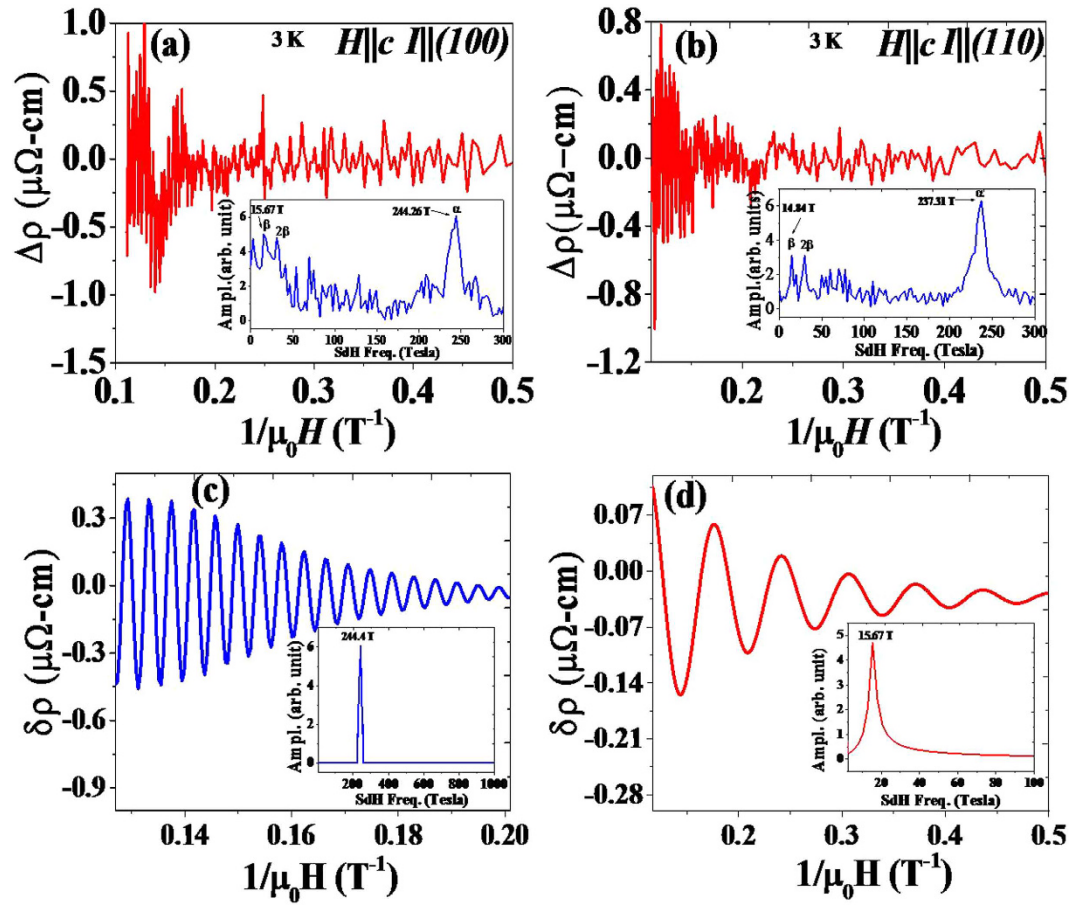 (a) 3 K H||c I||(100)
1.0
0.5
0.0
-0.5
-1.0
-1.5
Δρ (μΩ-cm)
15.67 T
β
2β
244.26 T
α
Ampl.(arb. unit)
6
4
2
0
0 50 100 150 200 250 300
SdH Freq. (Tesla)
0.1 0.2 0.3 0.4 0.5
1/μ₀H (T⁻¹)
(b) 3 K H||c I||(110)
0.8
0.4
0.0
-0.4
-0.8
-1.2
Δρ(μΩ-cm)
14.84 T
β
2β
237.31 T
α
Ampl.(arb. unit)
6
4
2
0
0 50 100 150 200 250 300
SdH Freq. (Tesla)
0.2 0.3 0.4 0.5
1/μ₀H (T⁻¹)
(c)
0.3
0.0
-0.3
-0.6
-0.9
δρ (μΩ-cm)
244.4 T
Ampl. (arb. unit)
6
4
2
0
200 400 600 800 1000
SdH Freq. (Tesla)
0.14 0.16 0.18 0.20
1/μ₀H (T⁻¹)
(d)
0.07
0.00
-0.07
-0.14
-0.21
-0.28
δρ (μΩ-cm)
15.67 T
Ampl. (arb. unit)
5
4
3
2
1
0
20 40 60 80 100
SdH Freq. (Tesla)
0.2 0.3 0.4 0.5
1/μ₀H (T⁻¹)